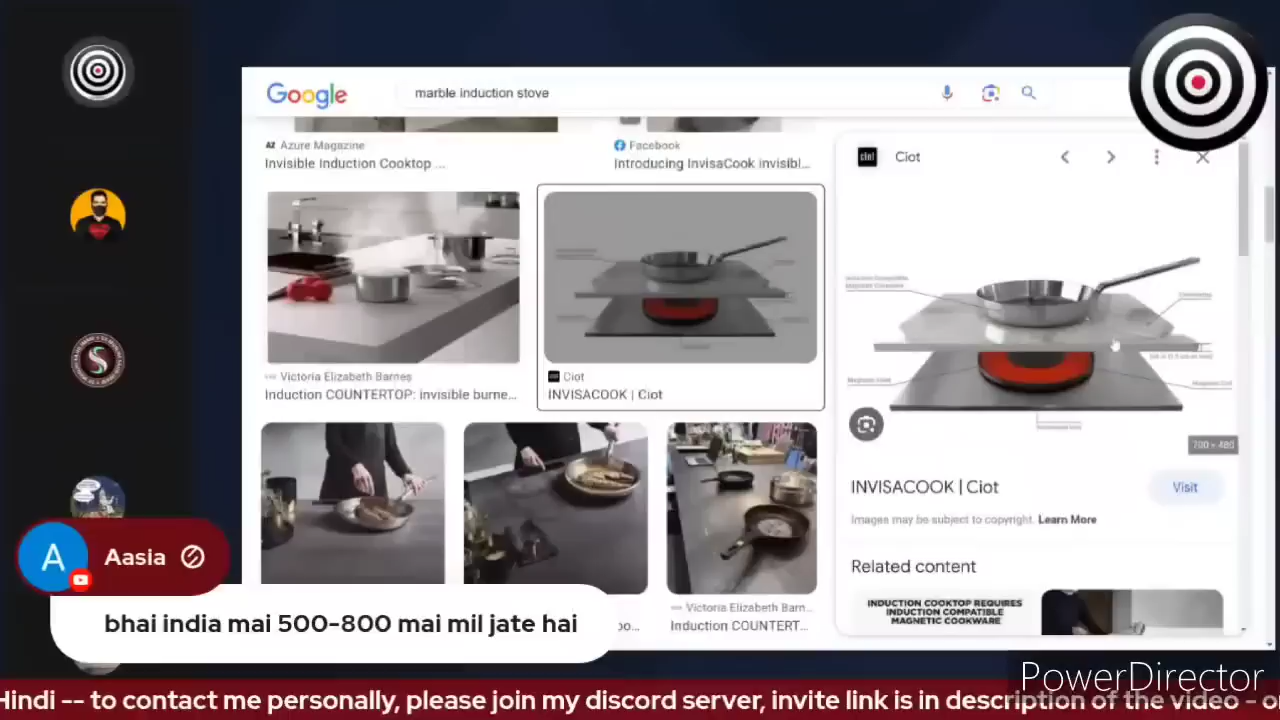 Google
marble induction stove
AZ Azure Magazine
Invisible Induction Cooktop ...
Facebook
Introducing InvisaCook invisibl...
ciot
Ciot
Victoria Elizabeth Barnes
Induction COUNTERTOP: invisible burne...
Ciot
INVISACOOK | Ciot
700 × 480
INVISACOOK | Ciot
Visit
Images may be subject to copyright. Learn More
Related content
INDUCTION COOKTOP REQUIRES
INDUCTION COMPATIBLE
MAGNETIC COOKWARE
Victoria Elizabeth Barn...
Induction COUNTERT...
A Aasia
bhai india mai 500-800 mai mil jate hai
PowerDirector
Hindi -- to contact me personally, please join my discord server, invite link is in description of the video - o